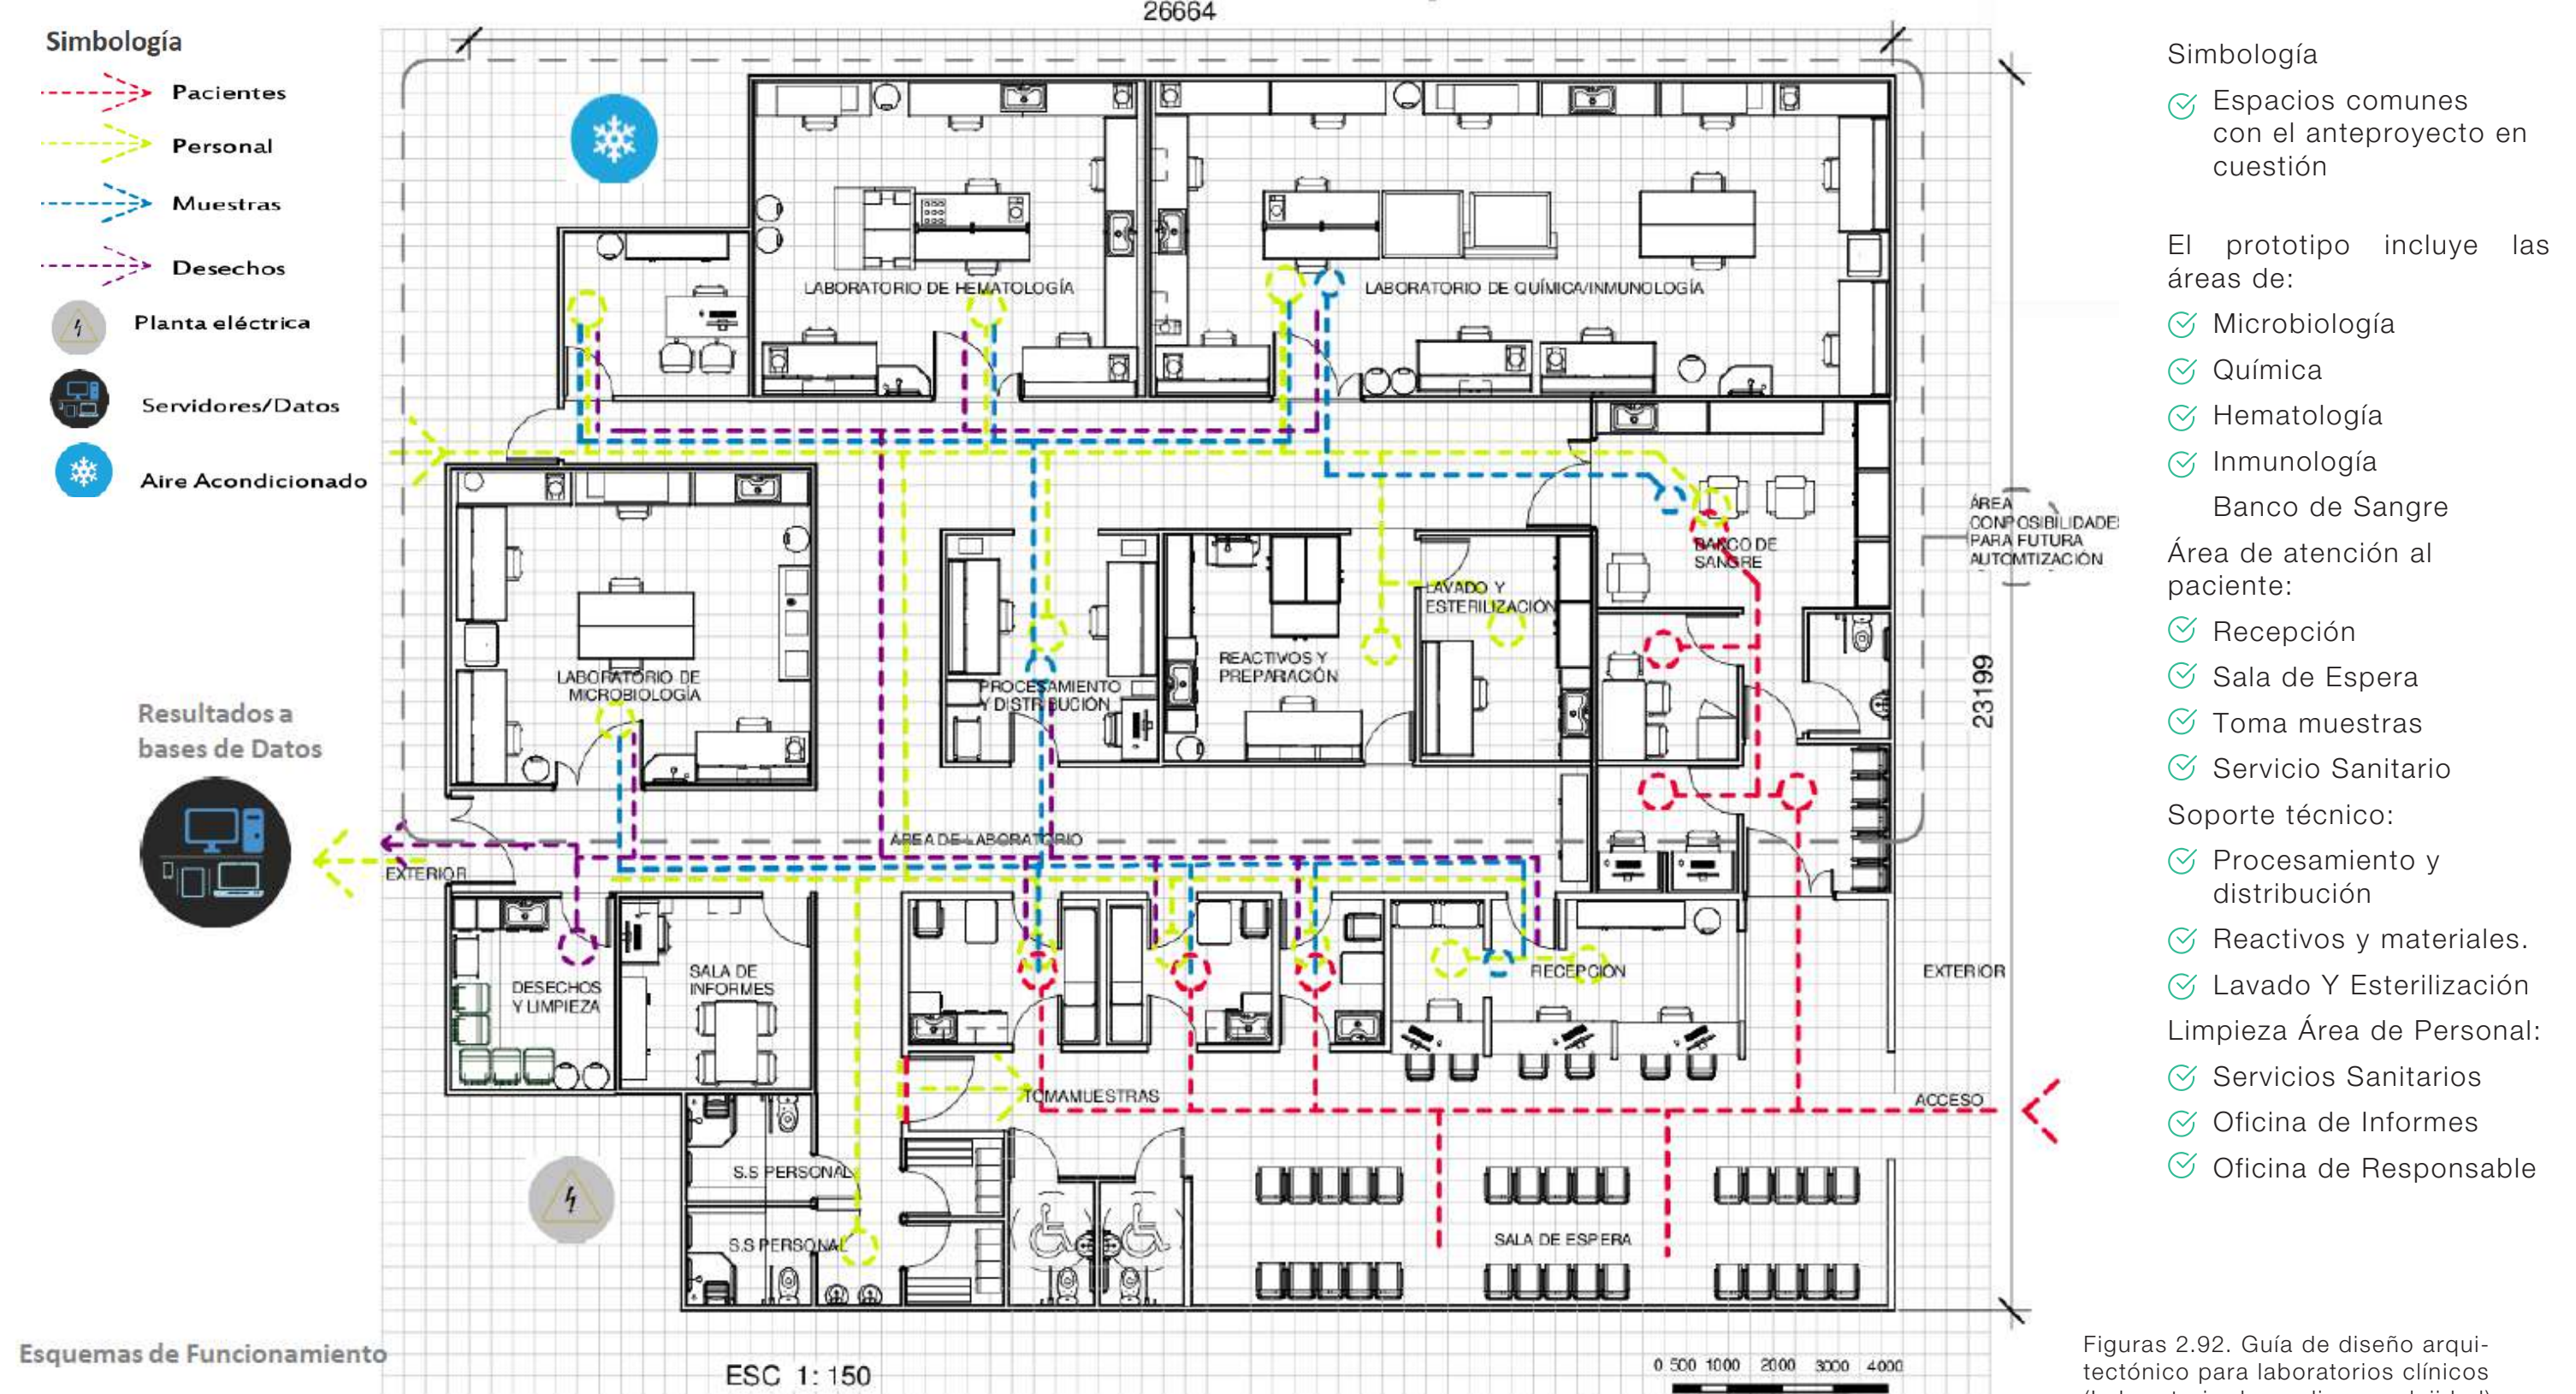 26664
Simbología
Pacientes
Personal
Muestras
Desechos
Planta eléctrica
Servidores/Datos
Aire Acondicionado
Resultados a
bases de Datos
LABORATORIO DE HEMATOLOGÍA
LABORATORIO DE QUÍMICA/INMUNOLOGÍA
BANCO DE
SANGRE
ÁREA
CONPOSIBILIDADES
PARA FUTURA
AUTOMTIZACIÓN
LAVADO Y
ESTERILIZACIÓN
REACTIVOS Y
PREPARACIÓN
PROCESAMIENTO
Y DISTRIBUCIÓN
LABORATORIO DE
MICROBIOLOGÍA
23199
ÁREA DE LABORATORIO
EXTERIOR
DESECHOS
Y LIMPIEZA
SALA DE
INFORMES
RECEPCIÓN
EXTERIOR
TOMAMUESTRAS
ACCESO
S.S PERSONAL
S.S PERSONAL
SALA DE ESPERA
Esquemas de Funcionamiento
ESC 1: 150
0 500 1000 2000 3000 4000
Simbología
Espacios comunes
con el anteproyecto en
cuestión
El prototipo incluye las
áreas de:
Microbiología
Química
Hematología
Inmunología
Banco de Sangre
Área de atención al
paciente:
Recepción
Sala de Espera
Toma muestras
Servicio Sanitario
Soporte técnico:
Procesamiento y
distribución
Reactivos y materiales.
Lavado Y Esterilización
Limpieza Área de Personal:
Servicios Sanitarios
Oficina de Informes
Oficina de Responsable
Figuras 2.92. Guía de diseño arqui-
tectónico para laboratorios clínicos